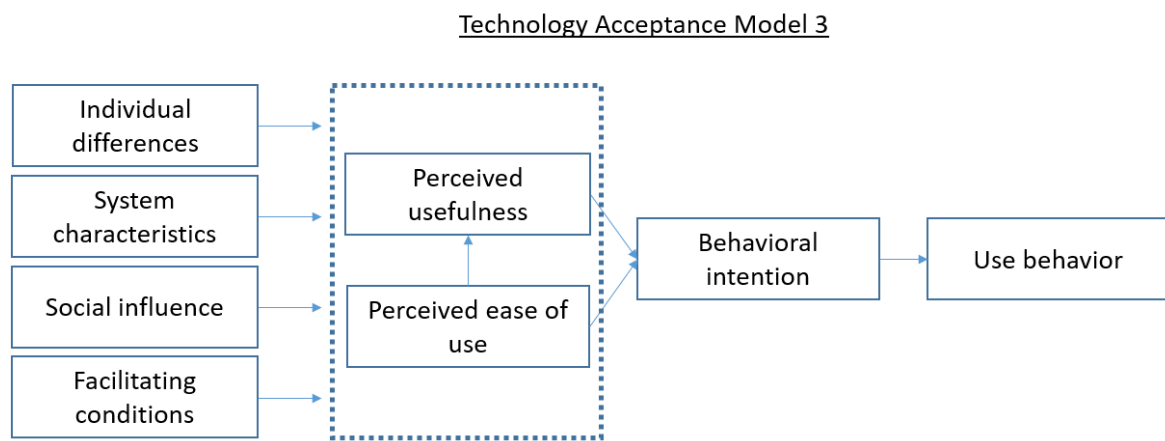 Technology Acceptance Model 3
Individual
differences
System
characteristics
Social influence
Facilitating
conditions
Perceived
usefulness
Perceived ease of
use
Behavioral
intention
Use behavior